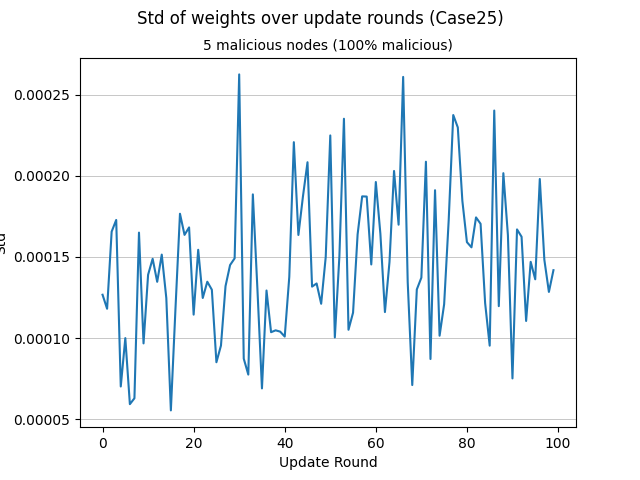 Std of weights over update rounds (Case25)
5 malicious nodes (100% malicious)
0.00025
0.00020
0.00015
0.00010
0.00005
Std
0 20 40 60 80 100
Update Round